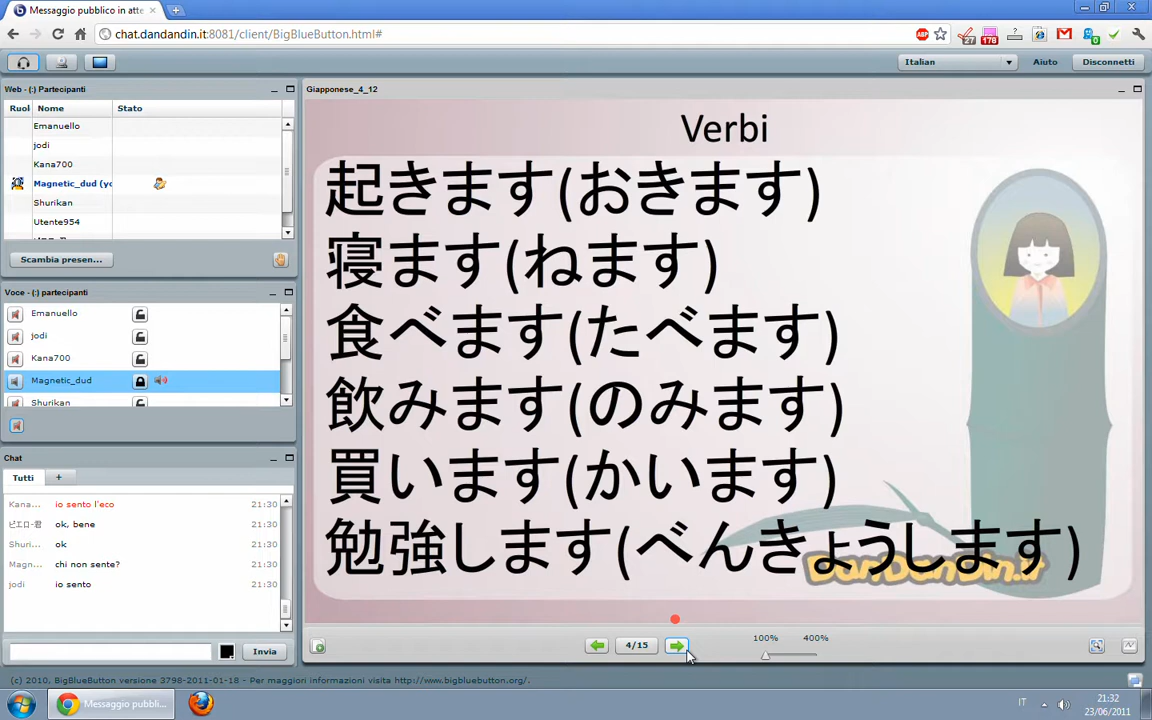 Messaggio pubblico in atte
chat.dandandin.it:8081/client/BigBlueButton.html#
ABP
27
178
0
Italian
Aiuto
Disconnetti
Web - (:) Partecipanti
Ruol Nome Stato
Emanuello
jodi
Kana700
Magnetic_dud (yo
Shurikan
Utente954
Scambia presen...
Voce - (:) partecipanti
Emanuello
jodi
Kana700
Magnetic_dud
Shurikan
Chat
Tutti +
Kana... io sento l'eco 21:30
ピエロ-君 ok, bene 21:30
Shuri... ok 21:30
Magn... chi non sente? 21:30
jodi io sento 21:30
Invia
Giapponese_4_12
Verbi
起きます(おきます)
寝ます(ねます)
食べます(たべます)
飲みます(のみます)
買います(かいます)
勉強します(べんきょうします)
DanDanDin.it
4/15
100% 400%
(c) 2010, BigBlueButton versione 3798-2011-01-18 - Per maggiori informazioni visita http://www.bigbluebutton.org/.
Messaggio pubbli...
IT
21:32
23/06/2011